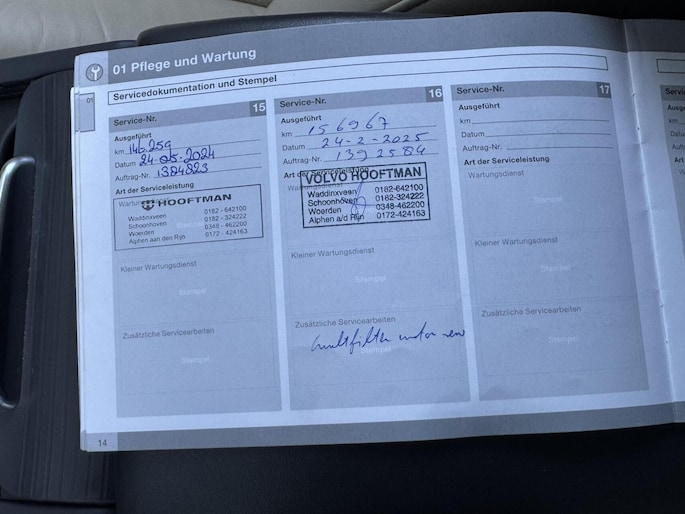 01 Pflege und Wartung
Servicedokumentation und Stempel
01
Service-Nr. 15
Ausgeführt
km 146.259
Datum 24-05-2024
Auftrag-Nr. 1384823
Art der Serviceleistung
HOOFTMAN
Waddinxveen 0182 - 642100
Schoonhoven 0182 - 324222
Woerden 0348 - 462200
Alphen aan den Rijn 0172 - 424163
Kleiner Wartungsdienst
Stempel
Zusätzliche Servicearbeiten
Stempel
Service-Nr. 16
Ausgeführt
km 156967
Datum 24-2-2025
Auftrag-Nr. 1392584
Art der Serviceleistung
VOLVO HOOFTMAN
Waddinxveen 0182-642100
Schoonhoven 0182-324222
Woerden 0348-462200
Alphen a/d Rijn 0172-424163
Kleiner Wartungsdienst
Stempel
Zusätzliche Servicearbeiten
Stempel
Service-Nr. 17
Ausgeführt
km
Datum
Auftrag-Nr.
Art der Serviceleistung
Wartungsdienst
Stempel
Kleiner Wartungsdienst
Stempel
Zusätzliche Servicearbeiten
Stempel
14